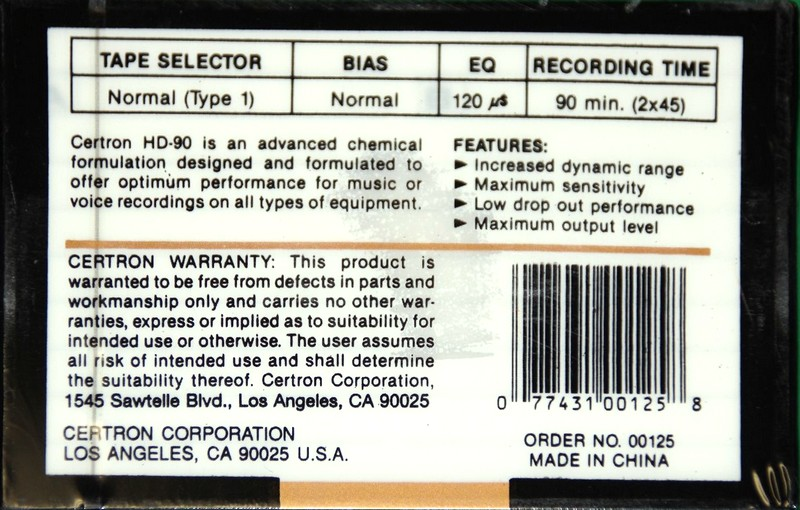 TAPE SELECTOR BIAS EQ RECORDING TIME
Normal (Type 1) Normal 120 µs 90 min. (2x45)
Certron HD-90 is an advanced chemical
formulation designed and formulated to
offer optimum performance for music or
voice recordings on all types of equipment.
FEATURES:
► Increased dynamic range
► Maximum sensitivity
► Low drop out performance
► Maximum output level
CERTRON WARRANTY: This product is
warranted to be free from defects in parts and
workmanship only and carries no other war-
ranties, express or implied as to suitability for
intended use or otherwise. The user assumes
all risk of intended use and shall determine
the suitability thereof. Certron Corporation,
1545 Sawtelle Blvd., Los Angeles, CA 90025
CERTRON CORPORATION
LOS ANGELES, CA 90025 U.S.A.
0 77431 00125 8
ORDER NO. 00125
MADE IN CHINA